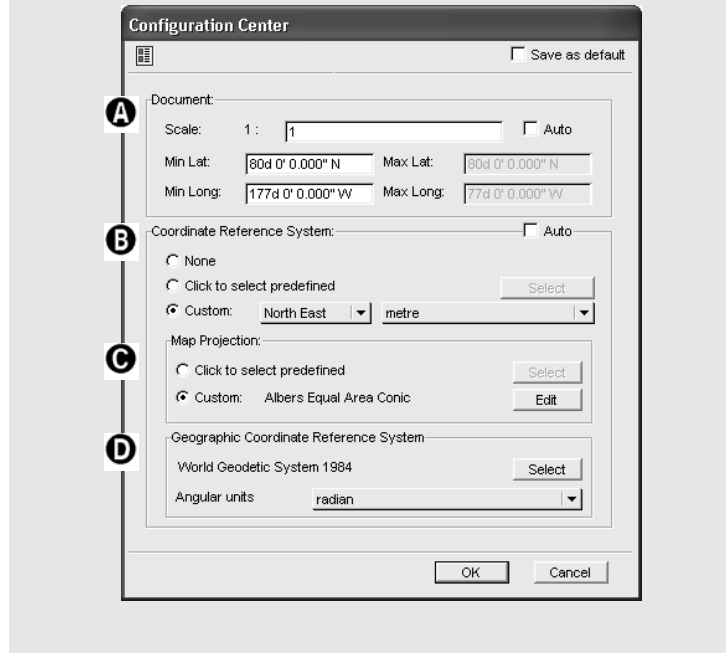 Configuration Center
Save as default
A
Document:
Scale: 1 : 1 Auto
Min Lat: 80d 0' 0.000" N Max Lat: 80d 0' 0.000" N
Min Long: 177d 0' 0.000" W Max Long: 77d 0' 0.000" W
B
Coordinate Reference System: Auto
None
Click to select predefined Select
Custom: North East metre
C
Map Projection:
Click to select predefined Select
Custom: Albers Equal Area Conic Edit
D
Geographic Coordinate Reference System
World Geodetic System 1984 Select
Angular units radian
OK Cancel